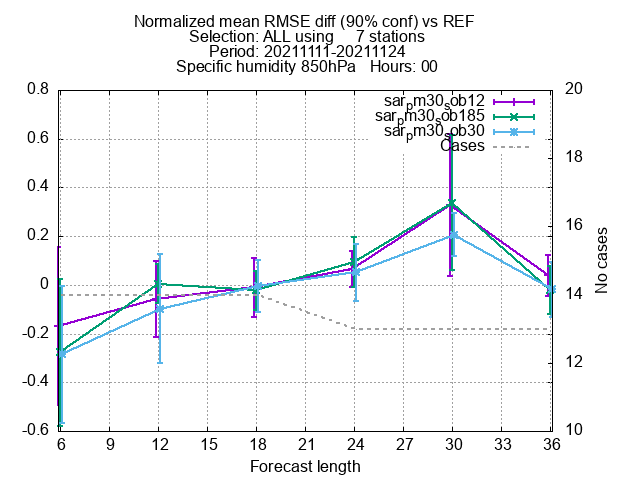 Normalized mean RMSE diff (90% conf) vs REF
Selection: ALL using 7 stations
Period: 20211111-20211124
Specific humidity 850hPa Hours: 00
0.8
0.6
0.4
0.2
0
-0.2
-0.4
-0.6
20
18
16
14
12
10
sar_pm30_sob12
sar_pm30_sob185
sar_pm30_sob30
Cases
No cases
6 9 12 15 18 21 24 27 30 33 36
Forecast length